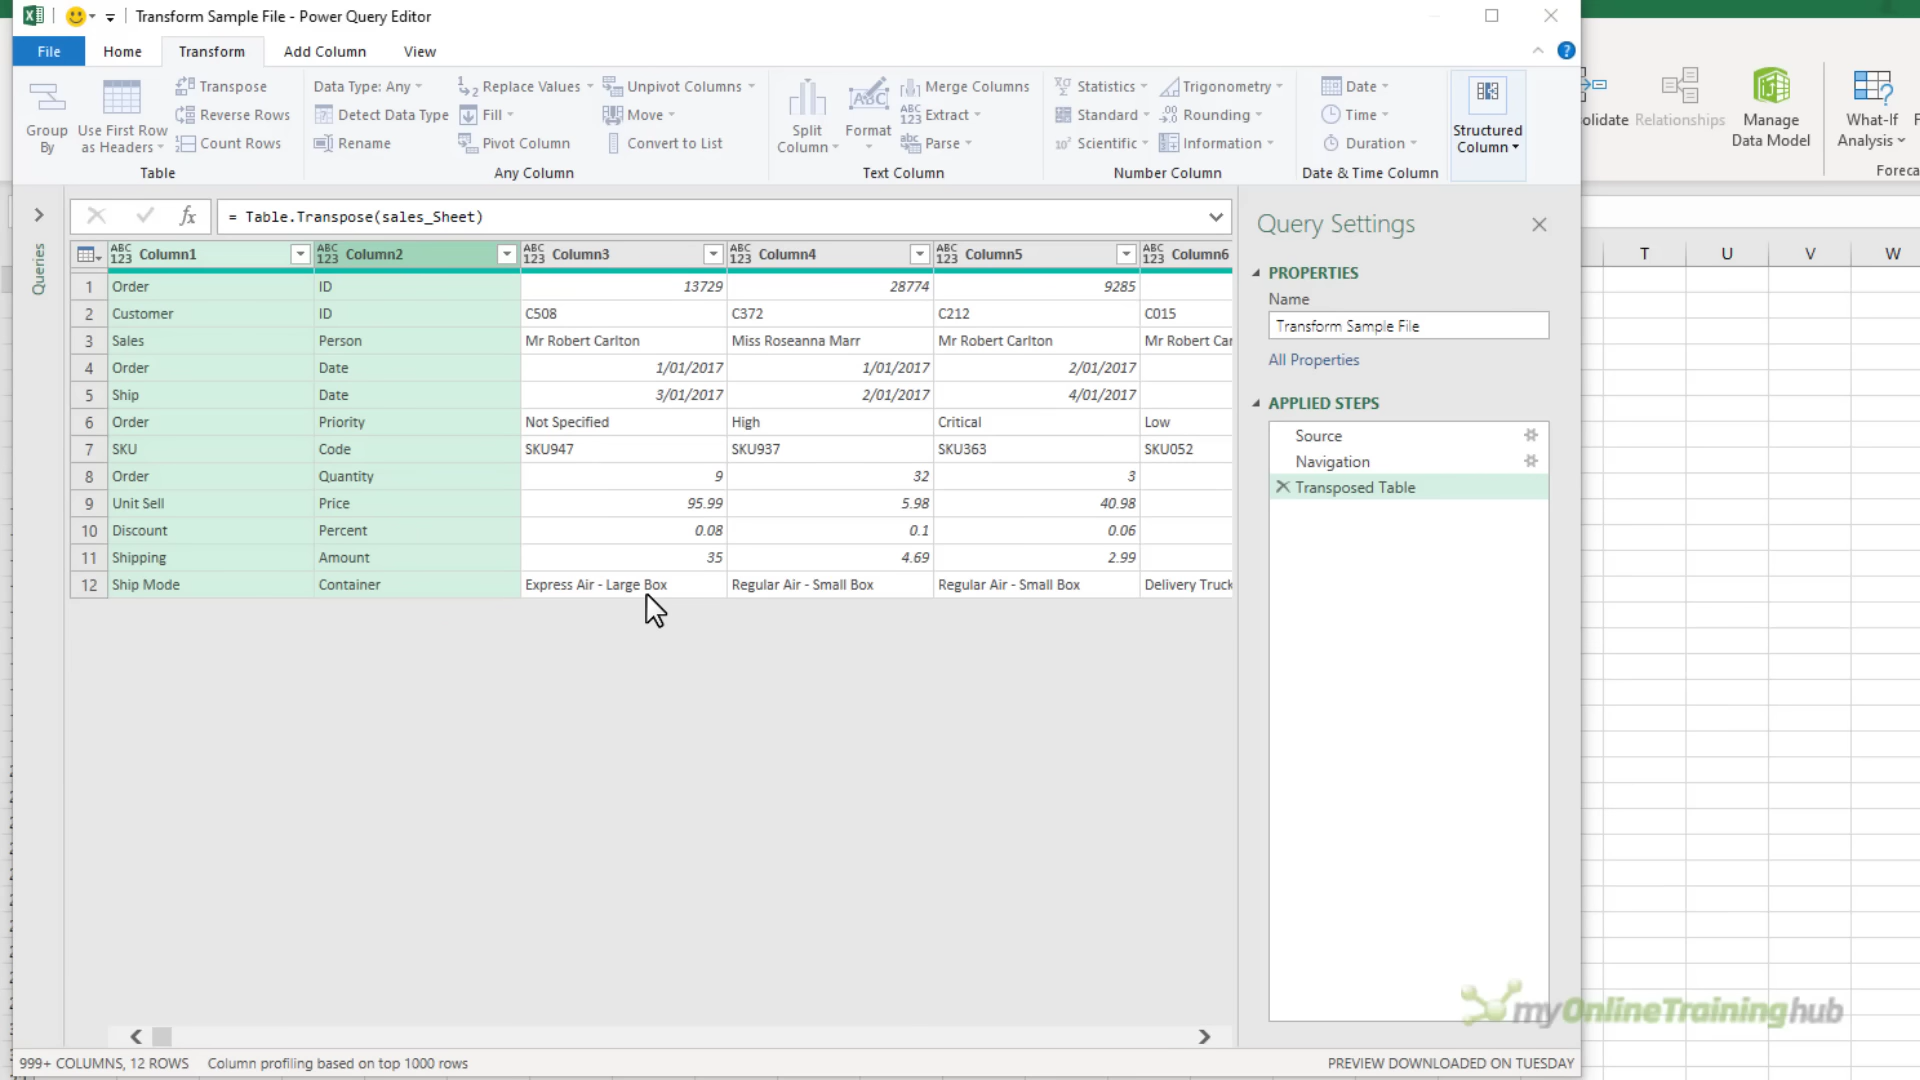 Transform Sample File - Power Query Editor
File Home Transform Add Column View
Group By
Use First Row as Headers
Transpose
Reverse Rows
Count Rows
Table
Data Type: Any
Detect Data Type
Rename
Replace Values
Fill
Pivot Column
Unpivot Columns
Move
Convert to List
Any Column
Split Column
Format
Merge Columns
Extract
Parse
Text Column
Statistics
Standard
Scientific
Trigonometry
Rounding
Information
Number Column
Date
Time
Duration
Date & Time Column
Structured Column
Relationships
Manage Data Model
What-If Analysis
Queries
= Table.Transpose(sales_Sheet)
Column1 Column2 Column3 Column4 Column5 Column6
1 Order ID 13729 28774 9285
2 Customer ID C508 C372 C212 C015
3 Sales Person Mr Robert Carlton Miss Roseanna Marr Mr Robert Carlton Mr Robert Car
4 Order Date 1/01/2017 1/01/2017 2/01/2017
5 Ship Date 3/01/2017 2/01/2017 4/01/2017
6 Order Priority Not Specified High Critical Low
7 SKU Code SKU947 SKU937 SKU363 SKU052
8 Order Quantity 9 32 3
9 Unit Sell Price 95.99 5.98 40.98
10 Discount Percent 0.08 0.1 0.06
11 Shipping Amount 35 4.69 2.99
12 Ship Mode Container Express Air - Large Box Regular Air - Small Box Regular Air - Small Box Delivery Truck
Query Settings
PROPERTIES
Name
Transform Sample File
All Properties
APPLIED STEPS
Source
Navigation
Transposed Table
T U V W
myOnlineTraininghub
999+ COLUMNS, 12 ROWS Column profiling based on top 1000 rows
PREVIEW DOWNLOADED ON TUESDAY